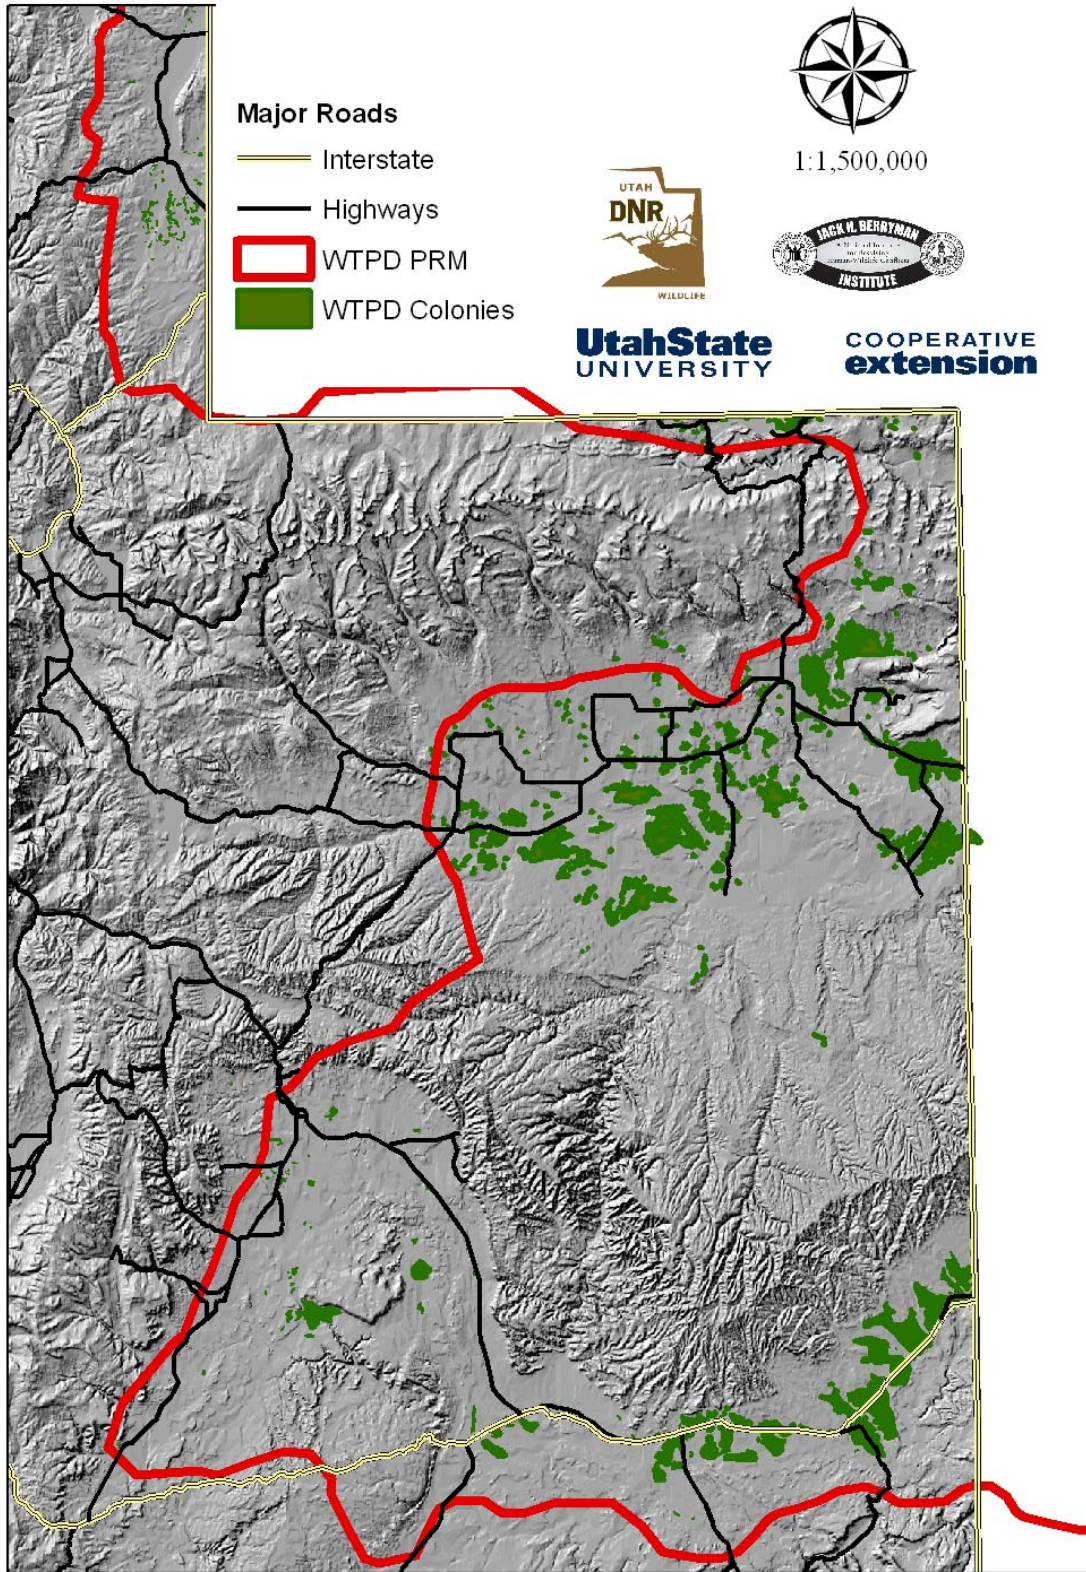 Major Roads
Interstate
Highways
WTPD PRM
WTPD Colonies
1:1,500,000
UTAH
DNR
WILDLIFE
JACK H. BERRYMAN
INSTITUTE
UtahState
UNIVERSITY
COOPERATIVE
extension